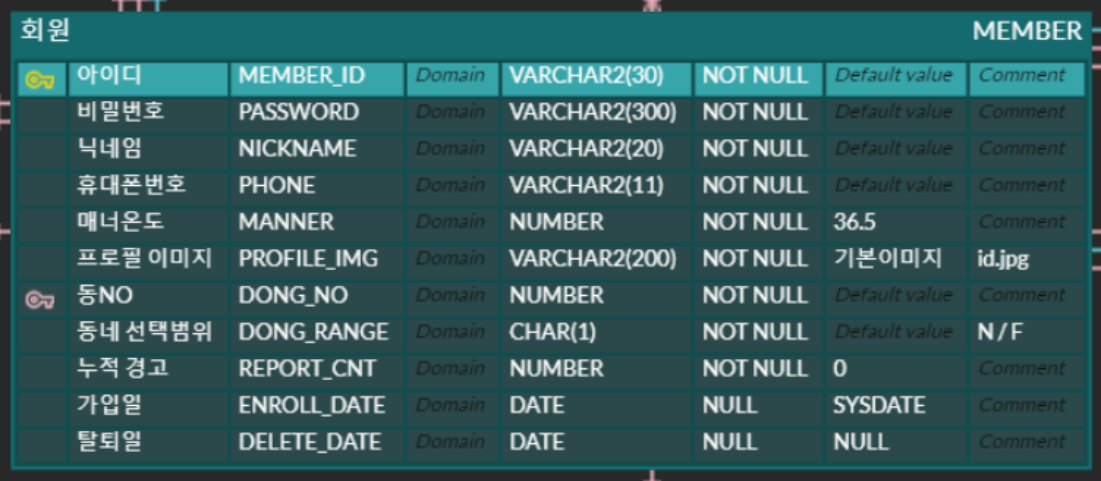 회원 MEMBER
아이디 MEMBER_ID Domain VARCHAR2(30) NOT NULL Default value Comment
비밀번호 PASSWORD Domain VARCHAR2(300) NOT NULL Default value Comment
닉네임 NICKNAME Domain VARCHAR2(20) NOT NULL Default value Comment
휴대폰번호 PHONE Domain VARCHAR2(11) NOT NULL Default value Comment
매너온도 MANNER Domain NUMBER NOT NULL 36.5 Comment
프로필 이미지 PROFILE_IMG Domain VARCHAR2(200) NOT NULL 기본이미지 id.jpg
동NO DONG_NO Domain NUMBER NOT NULL Default value Comment
동네 선택범위 DONG_RANGE Domain CHAR(1) NOT NULL Default value N / F
누적 경고 REPORT_CNT Domain NUMBER NOT NULL 0 Comment
가입일 ENROLL_DATE Domain DATE NULL SYSDATE Comment
탈퇴일 DELETE_DATE Domain DATE NULL NULL Comment